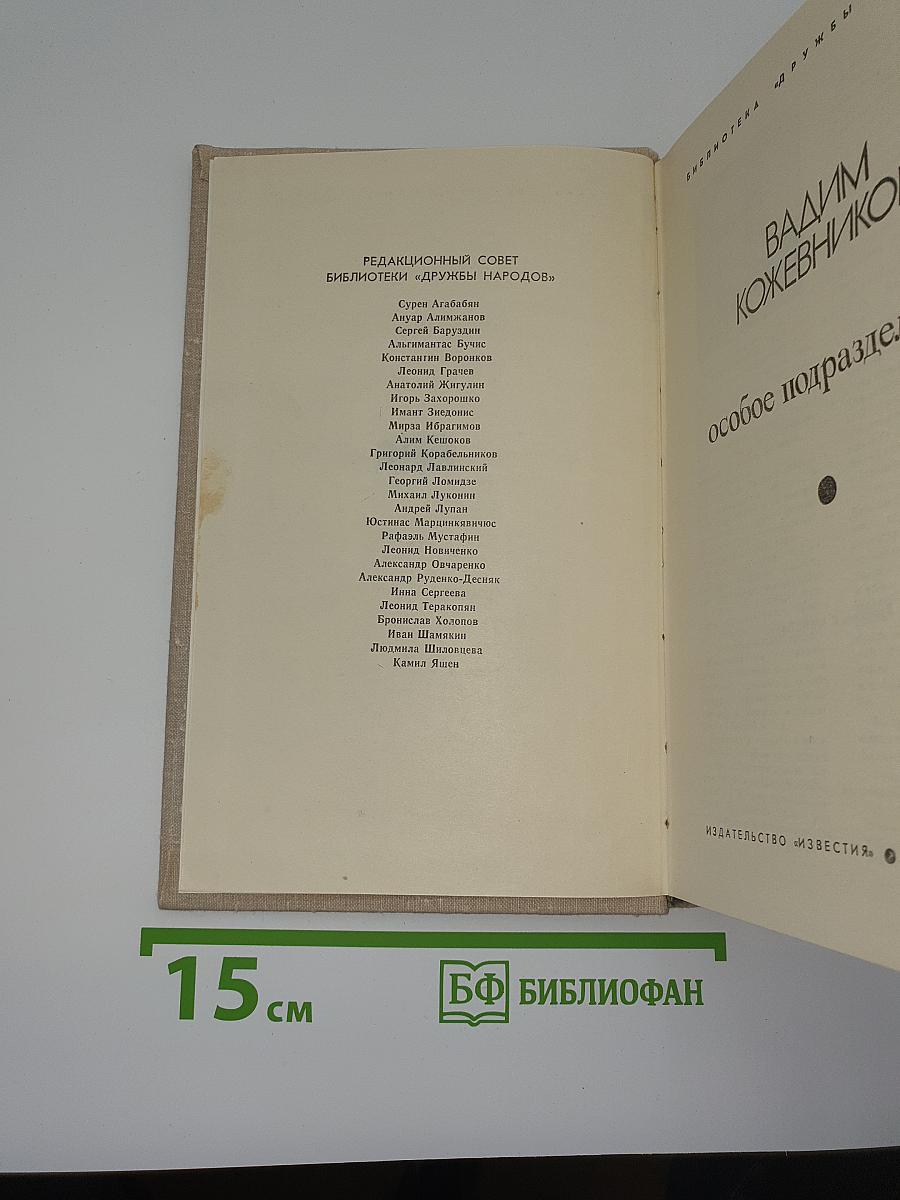 РЕДАКЦИОННЫЙ СОВЕТ
БИБЛИОТЕКИ «ДРУЖБЫ НАРОДОВ»
Сурен Агабабян
Ануар Алимжанов
Сергей Баруздин
Альгимантас Бучис
Константин Воронков
Леонид Грачев
Анатолий Жигулин
Игорь Захорошко
Имант Зиедонис
Мирза Ибрагимов
Алим Кешоков
Григорий Корабельников
Леонард Лавлинский
Георгий Ломидзе
Михаил Луконин
Андрей Лупан
Юстинас Марцинкявичюс
Рафаэль Мустафин
Леонид Новиченко
Александр Овчаренко
Александр Руденко-Десняк
Инна Сергеева
Леонид Теракопян
Бронислав Холопов
Иван Шамякин
Людмила Шиловцева
Камил Яшен
БИБЛИОТЕКА «ДРУЖБЫ
ВАДИМ
КОЖЕВНИКОВ
особое подраздел
ИЗДАТЕЛЬСТВО «ИЗВЕСТИЯ»
15 см
БФ БИБЛИОФАН